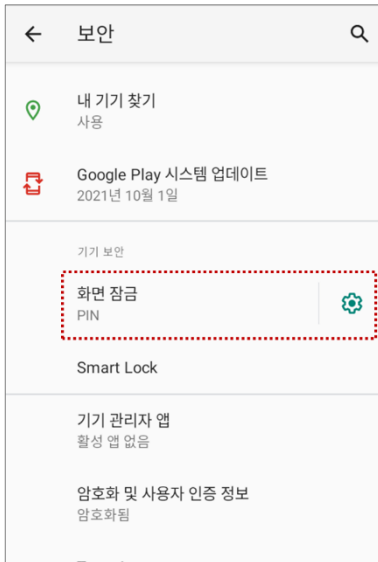 보안
내 기기 찾기
사용
Google Play 시스템 업데이트
2021년 10월 1일
기기 보안
화면 잠금
PIN
Smart Lock
기기 관리자 앱
활성 앱 없음
암호화 및 사용자 인증 정보
암호화됨